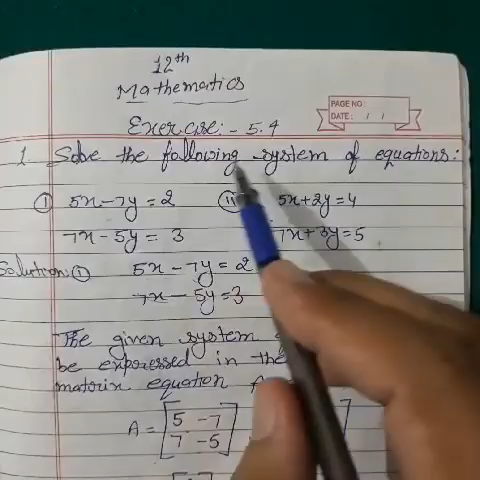 12th
Mathematics
PAGE NO:
DATE: / /
Exercise:- 5.4
1 Solve the following system of equations:
(i) 5x-7y=2 (ii) 5x+2y=4
7x-5y=3 7x+3y=5
Solution (i) 5x-7y=2
7x-5y=3
The given system
be expressed in the
matrix equation
A = [5 -7
7 -5]